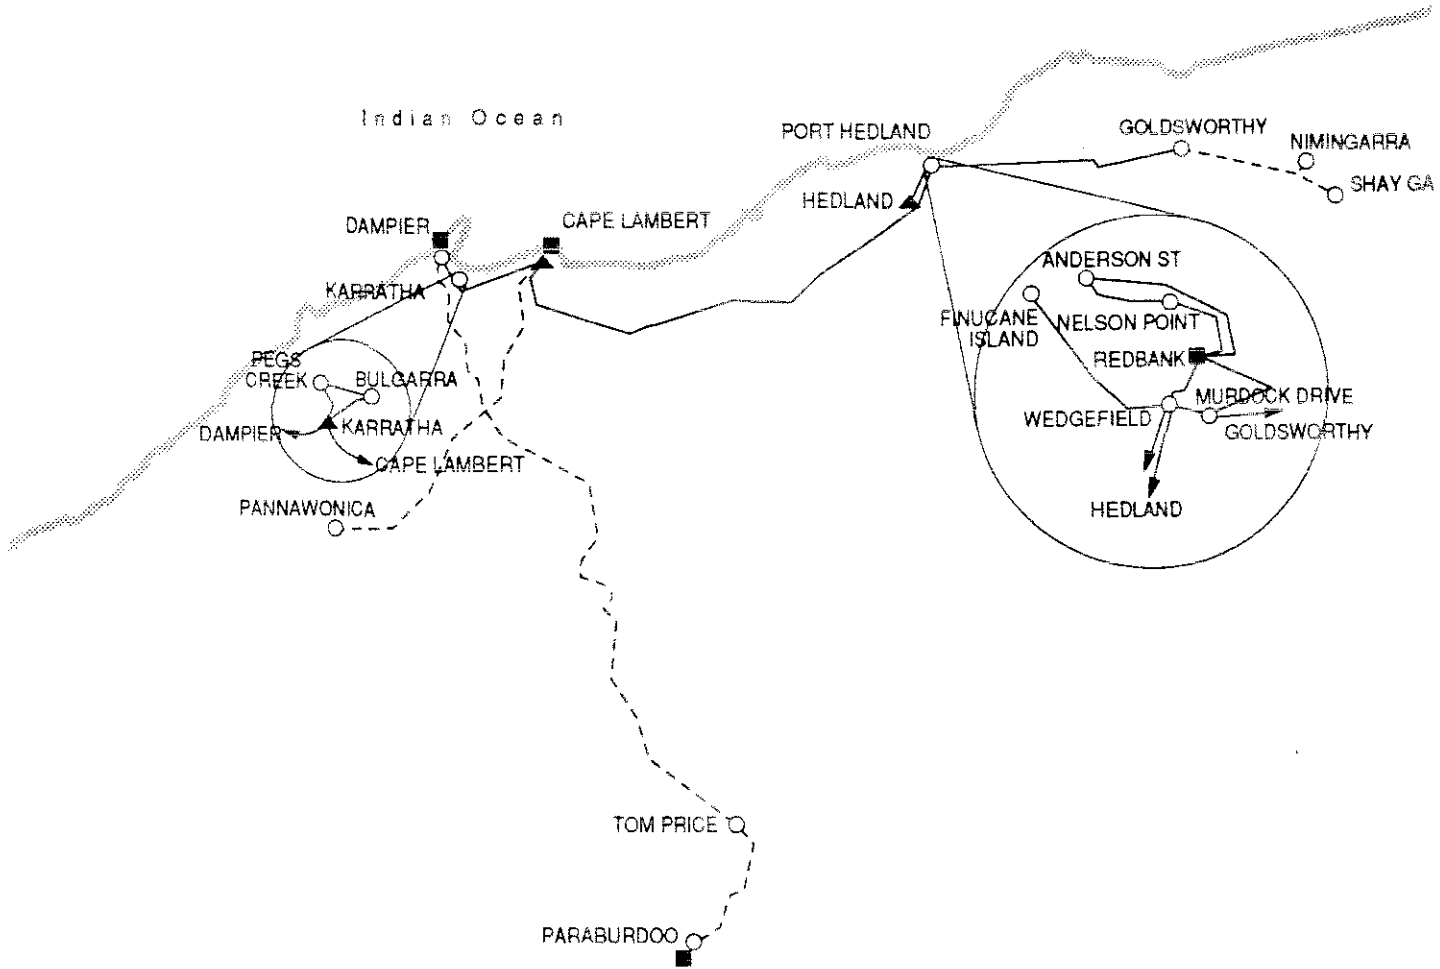 Indian Ocean
PORT HEDLAND
GOLDSWORTHY
NIMINGARRA
SHAY GA
HEDLAND
DAMPIER
CAPE LAMBERT
KARRATHA
ANDERSON ST
FINUCANE
ISLAND
NELSON POINT
REDBANK
MURDOCK DRIVE
WEDGEFIELD
GOLDSWORTHY
HEDLAND
PEGS
CREEK
BULGARRA
KARRATHA
DAMPIER
CAPE LAMBERT
PANNAWONICA
TOM PRICE
PARABURDOO